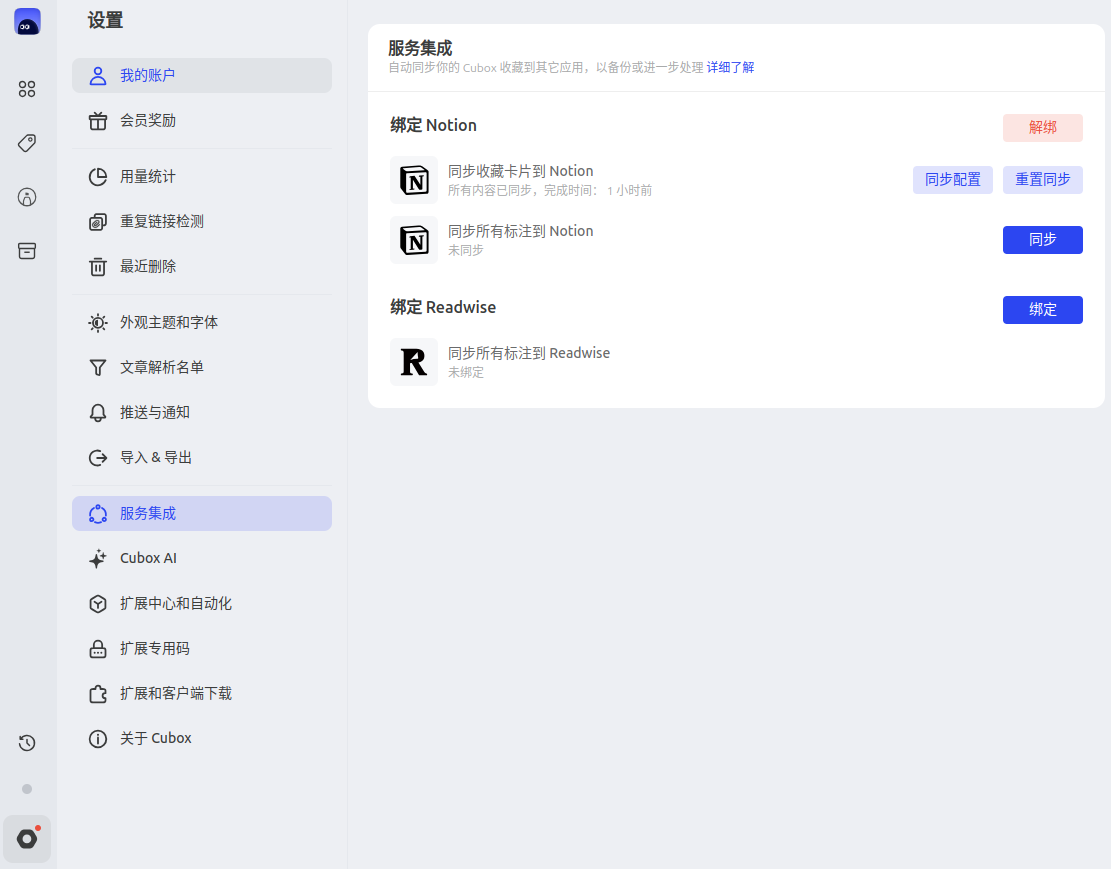 设置
我的账户
会员奖励
用量统计
重复链接检测
最近删除
外观主题和字体
文章解析名单
推送与通知
导入 & 导出
服务集成
Cubox AI
扩展中心和自动化
扩展专用码
扩展和客户端下载
关于 Cubox
服务集成
自动同步你的 Cubox 收藏到其它应用，以备份或进一步处理 详细了解
绑定 Notion
解绑
同步收藏卡片到 Notion
所有内容已同步，完成时间： 1 小时前
同步配置
重置同步
同步所有标注到 Notion
未同步
同步
绑定 Readwise
绑定
同步所有标注到 Readwise
未绑定